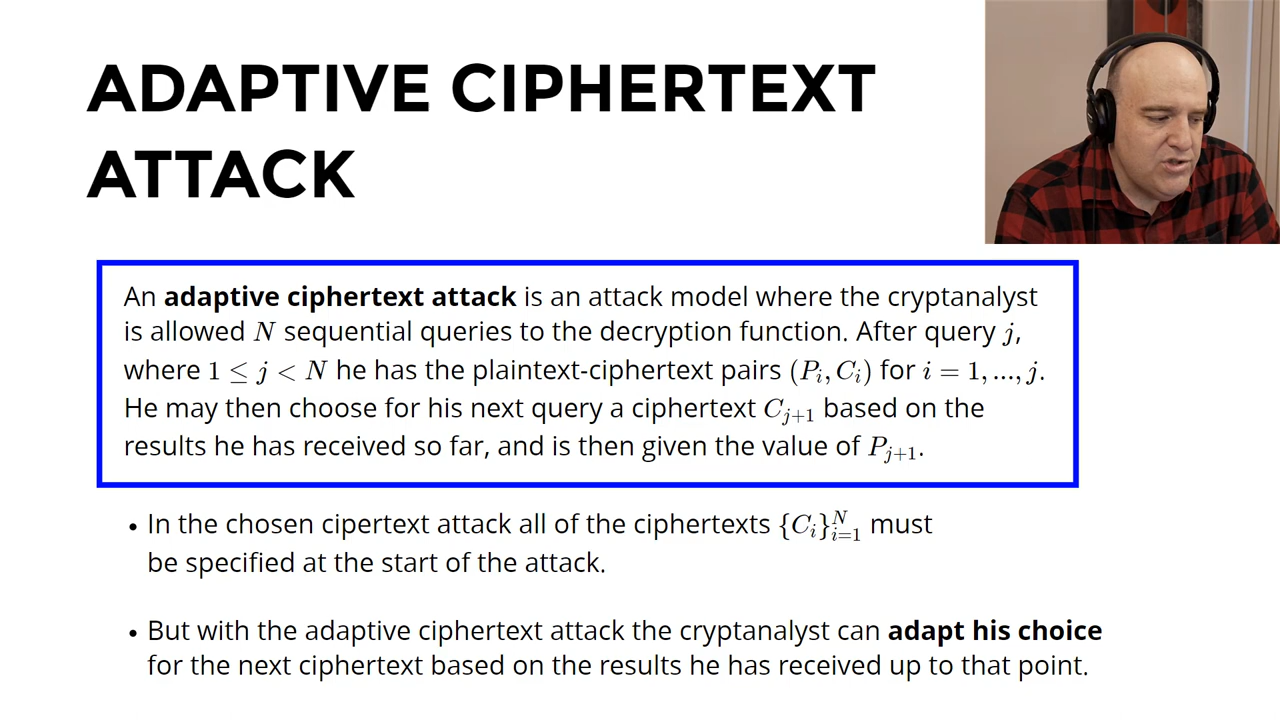 ADAPTIVE CIPHERTEXT
ATTACK
An adaptive ciphertext attack is an attack model where the cryptanalyst
is allowed N sequential queries to the decryption function. After query j,
where 1 ≤ j < N he has the plaintext-ciphertext pairs (P_i, C_i) for i = 1, ..., j.
He may then choose for his next query a ciphertext C_{j+1} based on the
results he has received so far, and is then given the value of P_{j+1}.
• In the chosen cipertext attack all of the ciphertexts {C_i}_{i=1}^N must
be specified at the start of the attack.
• But with the adaptive ciphertext attack the cryptanalyst can adapt his choice
for the next ciphertext based on the results he has received up to that point.